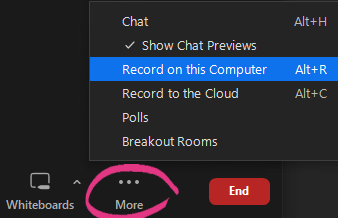 Chat Alt+H
Show Chat Previews
Record on this Computer Alt+R
Record to the Cloud Alt+C
Polls
Breakout Rooms
Whiteboards More End